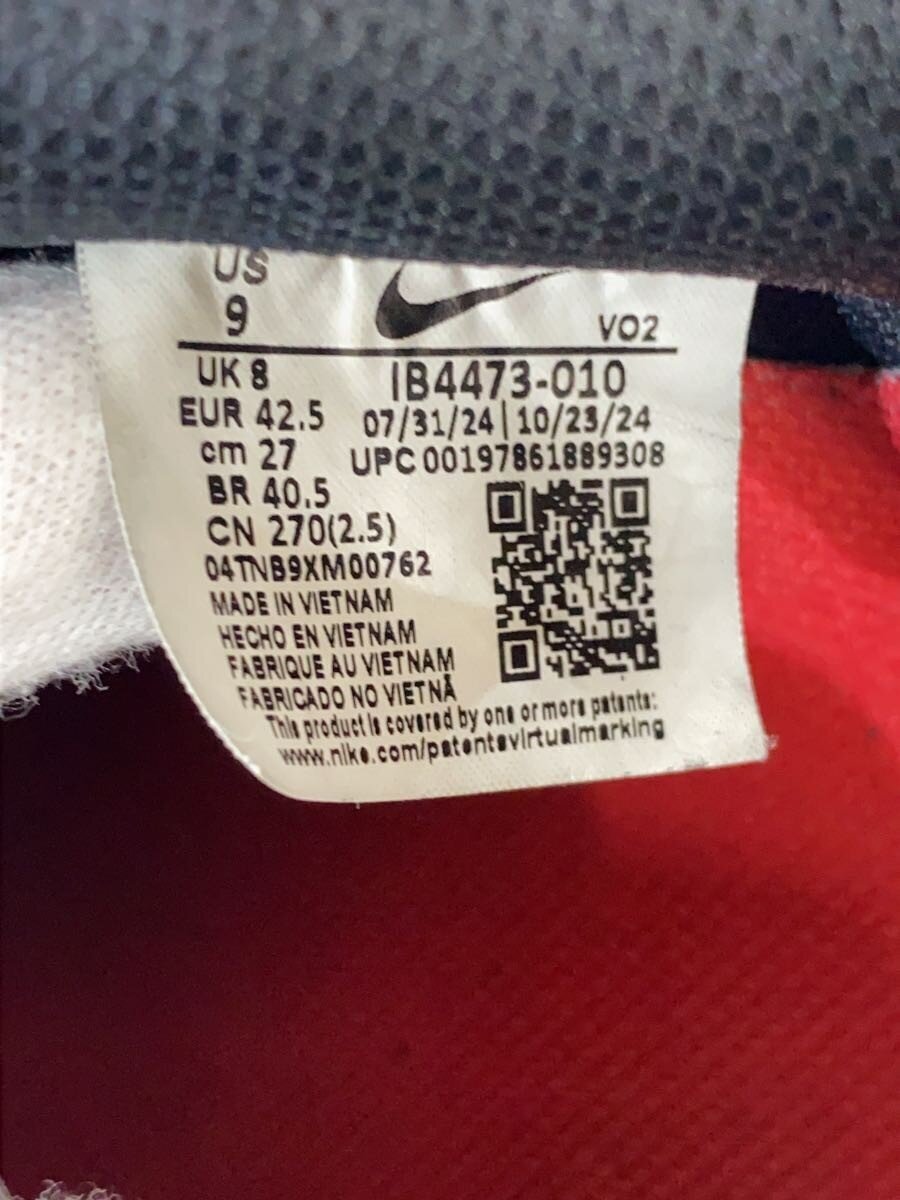 US
9
VO2
UK 8
IB4473-010
EUR 42.5
07/31/24 | 10/23/24
cm 27
UPC 00197861889308
BR 40.5
CN 270(2.5)
04TNB9XM00762
MADE IN VIETNAM
HECHO EN VIETNAM
FABRIQUE AU VIETNAM
FABRICADO NO VIETNÃ
This product is covered by one or more patents:
www.nike.com/patentsvirtualmarking